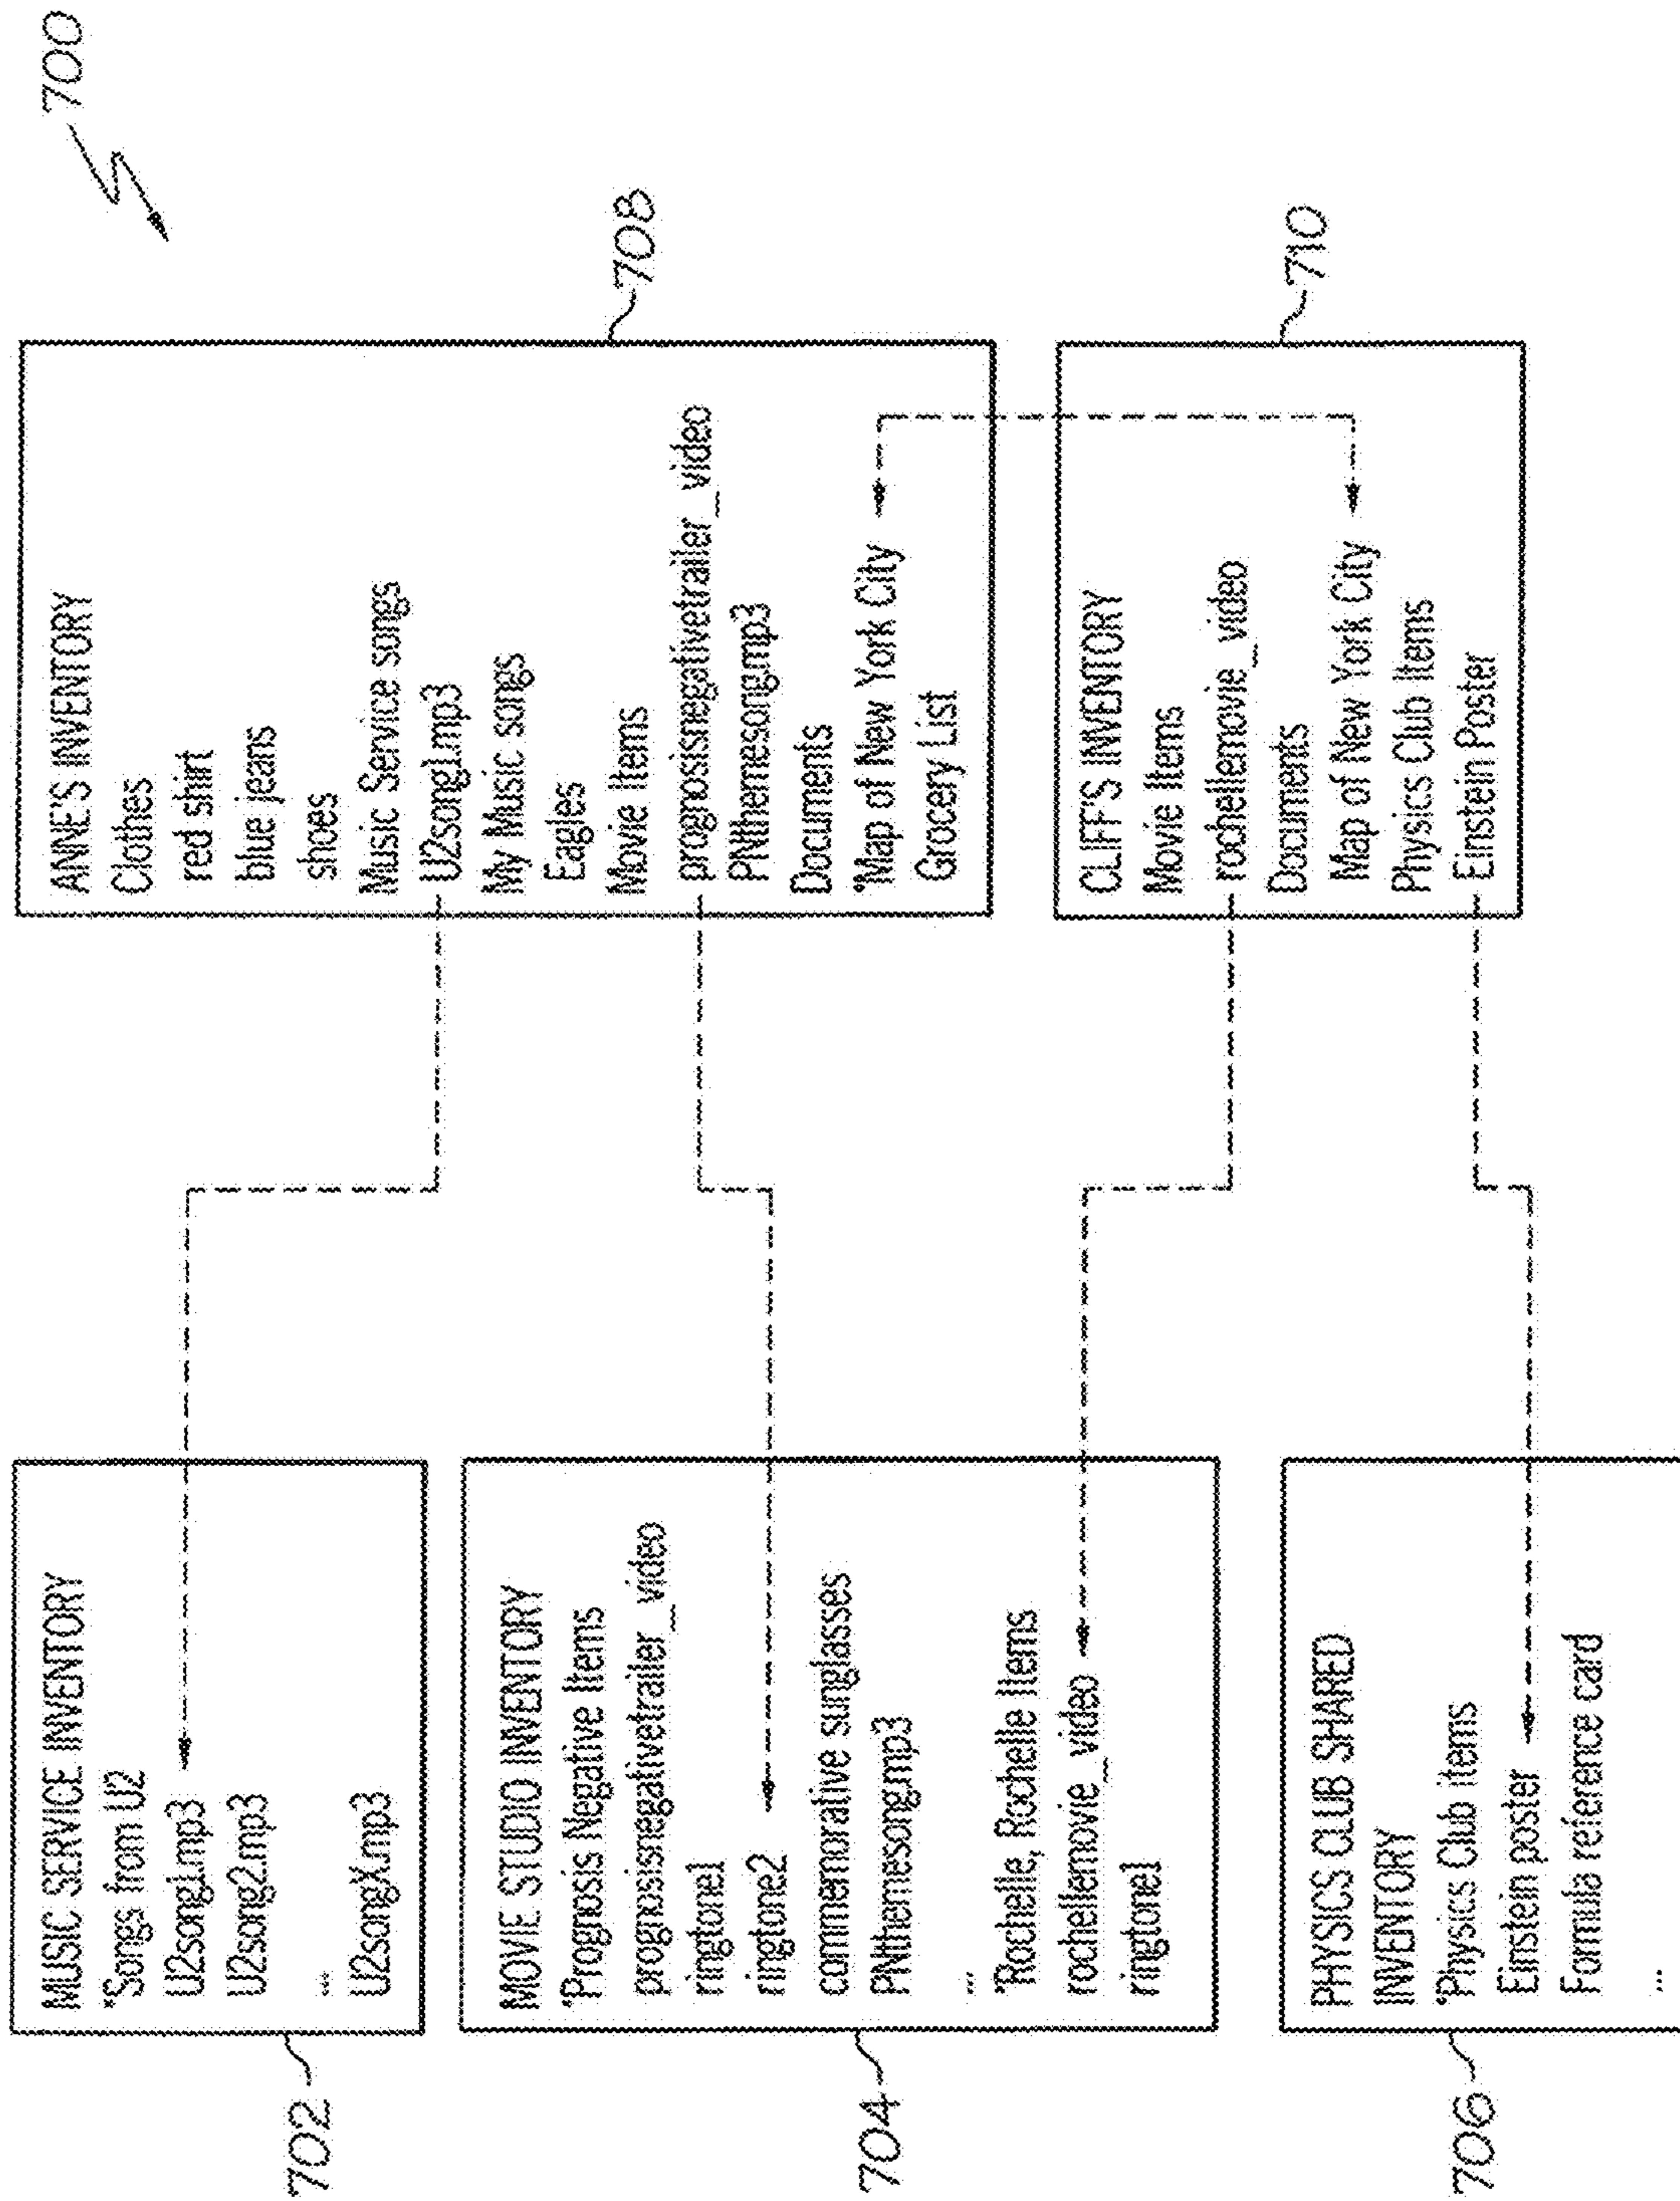 700
702
MUSIC SERVICE INVENTORY
*Songs from U2
U2song1.mp3
U2song2.mp3
...
U2songX.mp3
704
MOVIE STUDIO INVENTORY
*Prognosis Negative Items
prognosisnegativetrailer_video
ringtone1
ringtone2
commemorative sunglasses
PNthemesong.mp3
...
*Rochelle, Rochelle Items
rochellemovie_video
ringtone1
706
PHYSICS CLUB SHARED
INVENTORY
*Physics Club items
Einstein poster
Formula reference card
...
708
ANNE'S INVENTORY
Clothes
red shirt
blue jeans
shoes
Music Service songs
U2song1.mp3
My Music songs
Eagles
Movie Items
prognosisnegativetrailer_video
PNthemesong.mp3
Documents
*Map of New York City
Grocery List
710
CLIFF'S INVENTORY
Movie Items
rochellemovie_video
Documents
Map of New York City
Physics Club Items
Einstein Poster